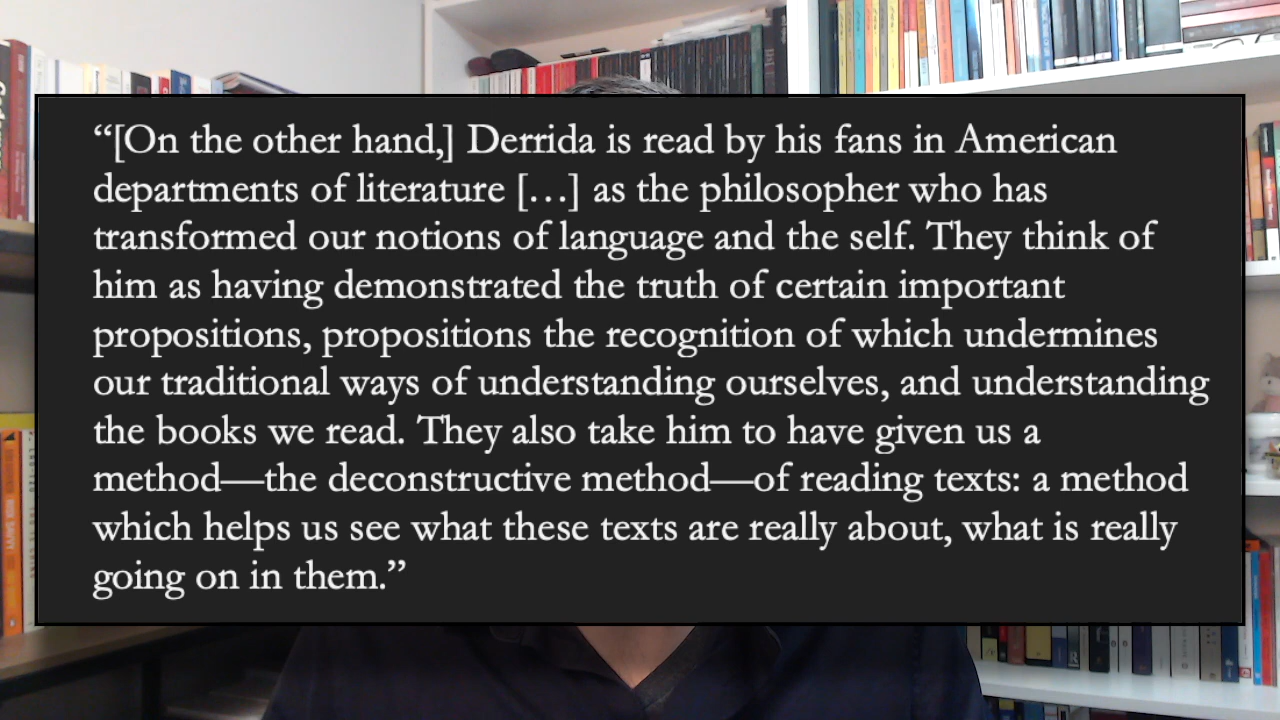 “[On the other hand,] Derrida is read by his fans in American
departments of literature […] as the philosopher who has
transformed our notions of language and the self. They think of
him as having demonstrated the truth of certain important
propositions, propositions the recognition of which undermines
our traditional ways of understanding ourselves, and understanding
the books we read. They also take him to have given us a
method—the deconstructive method—of reading texts: a method
which helps us see what these texts are really about, what is really
going on in them.”